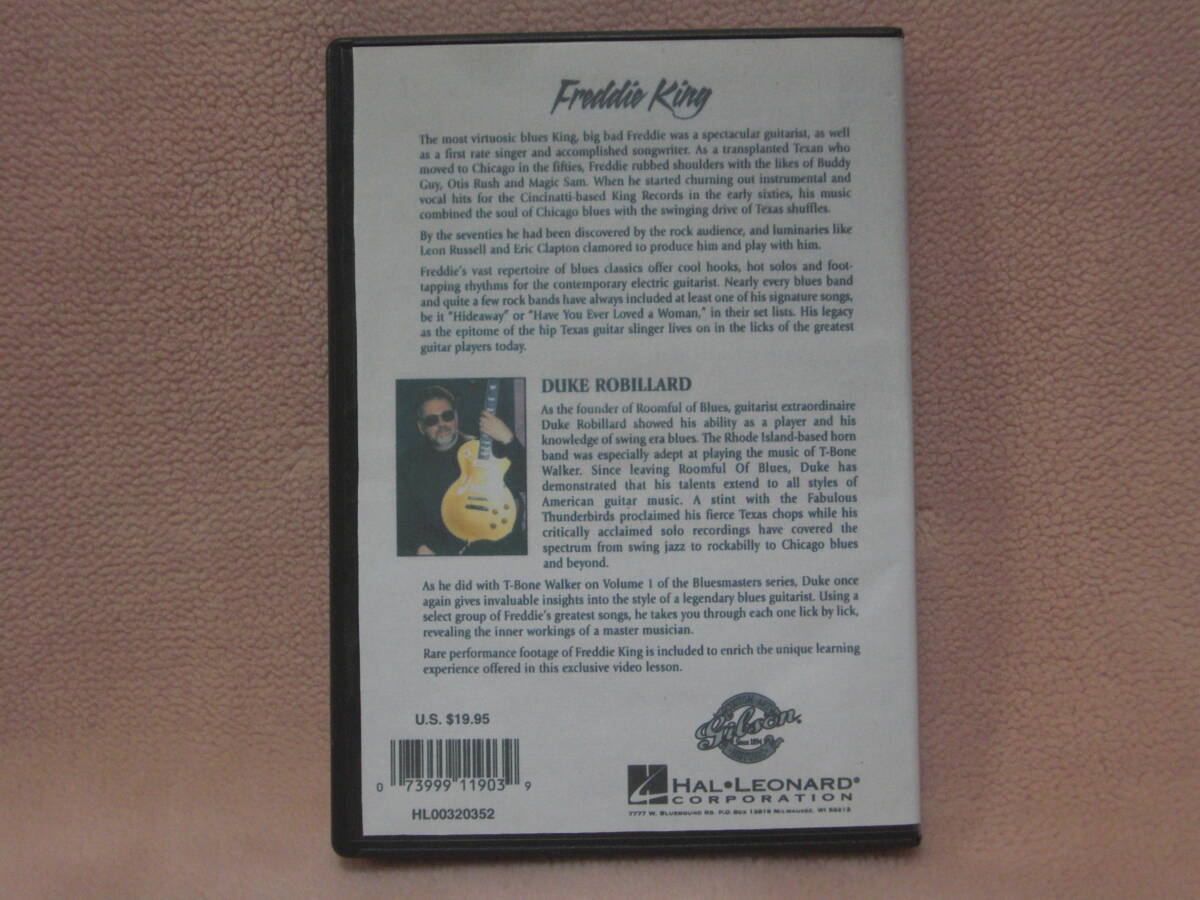 Freddie King
The most virtuosic blues King, big bad Freddie was a spectacular guitarist, as well
as a first rate singer and accomplished songwriter. As a transplanted Texan who
moved to Chicago in the fifties, Freddie rubbed shoulders with the likes of Buddy
Guy, Otis Rush and Magic Sam. When he started churning out instrumental and
vocal hits for the Cincinatti-based King Records in the early sixties, his music
combined the soul of Chicago blues with the swinging drive of Texas shuffles.
By the seventies he had been discovered by the rock audience, and luminaries like
Leon Russell and Eric Clapton clamored to produce him and play with him.
Freddie's vast repertoire of blues classics offer cool hooks, hot solos and foot-
tapping rhythms for the contemporary electric guitarist. Nearly every blues band
and quite a few rock bands have always included at least one of his signature songs,
be it "Hideaway" or "Have You Ever Loved a Woman," in their set lists. His legacy
as the epitome of the hip Texas guitar slinger lives on in the licks of the greatest
guitar players today.
DUKE ROBILLARD
As the founder of Roomful of Blues, guitarist extraordinaire
Duke Robillard showed his ability as a player and his
knowledge of swing era blues. The Rhode Island-based horn
band was especially adept at playing the music of T-Bone
Walker. Since leaving Roomful Of Blues, Duke has
demonstrated that his talents extend to all styles of
American guitar music. A stint with the Fabulous
Thunderbirds proclaimed his fierce Texas chops while his
critically acclaimed solo recordings have covered the
spectrum from swing jazz to rockabilly to Chicago blues
and beyond.
As he did with T-Bone Walker on Volume 1 of the Bluesmasters series, Duke once
again gives invaluable insights into the style of a legendary blues guitarist. Using a
select group of Freddie's greatest songs, he takes you through each one lick by lick,
revealing the inner workings of a master musician.
Rare performance footage of Freddie King is included to enrich the unique learning
experience offered in this exclusive video lesson.
U.S. $19.95
0 73999 11903 9
HL00320352
Gibson
Since 1894
HAL•LEONARD®
CORPORATION
7777 W. BLUEMOUND RD. P.O. BOX 13819 MILWAUKEE, WI 53213